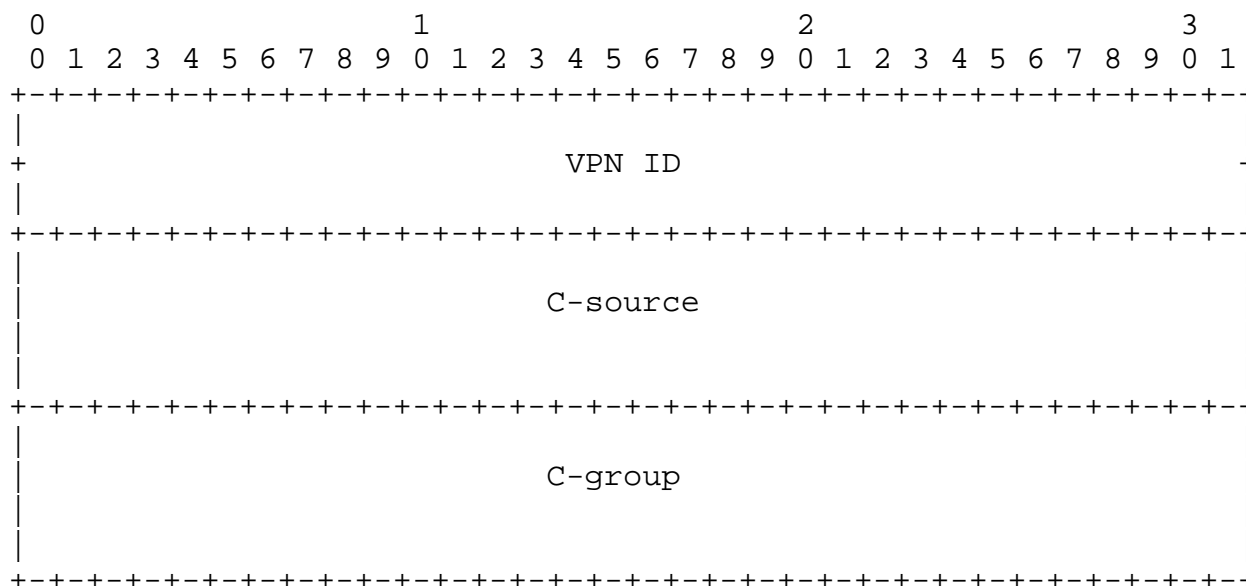 0                   1                   2                   3
 0 1 2 3 4 5 6 7 8 9 0 1 2 3 4 5 6 7 8 9 0 1 2 3 4 5 6 7 8 9 0 1
+-+-+-+-+-+-+-+-+-+-+-+-+-+-+-+-+-+-+-+-+-+-+-+-+-+-+-+-+-+-+-+-
|
+                            VPN ID                             -
|
+-+-+-+-+-+-+-+-+-+-+-+-+-+-+-+-+-+-+-+-+-+-+-+-+-+-+-+-+-+-+-+-
|
|                           C-source
|
|
+-+-+-+-+-+-+-+-+-+-+-+-+-+-+-+-+-+-+-+-+-+-+-+-+-+-+-+-+-+-+-+-
|
|                           C-group
|
|
+-+-+-+-+-+-+-+-+-+-+-+-+-+-+-+-+-+-+-+-+-+-+-+-+-+-+-+-+-+-+-+-